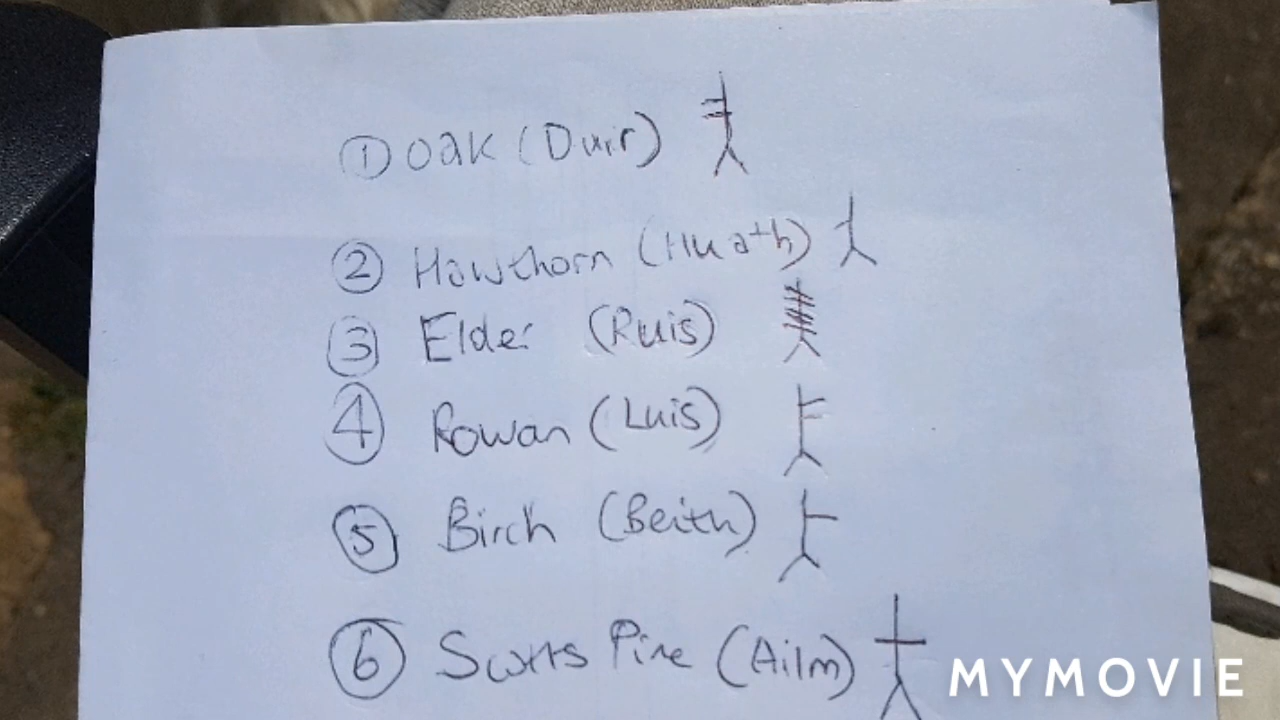 ① Oak (Duir)
② Hawthorn (Huath)
③ Elder (Ruis)
④ Rowan (Luis)
⑤ Birch (Beith)
⑥ Scots Pine (Ailm)
MYMOVIE